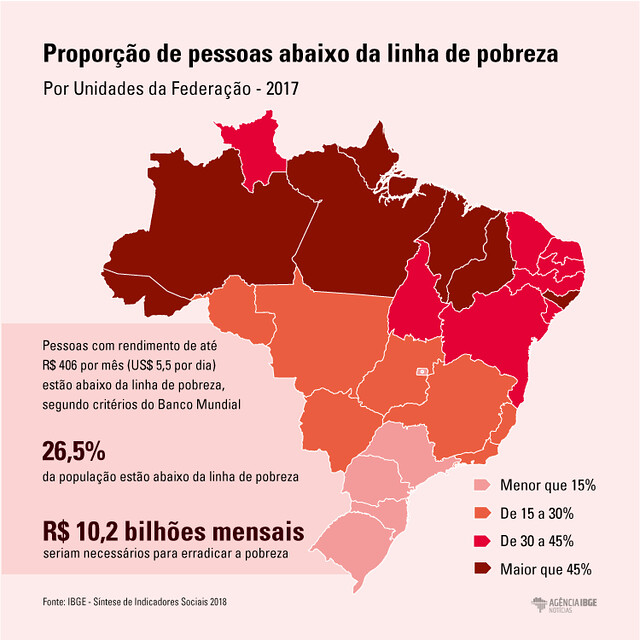 Proporção de pessoas abaixo da linha de pobreza
Por Unidades da Federação - 2017
Pessoas com rendimento de até
R$ 406 por mês (US$ 5,5 por dia)
estão abaixo da linha de pobreza,
segundo critérios do Banco Mundial
26,5%
da população estão abaixo da linha de pobreza
R$ 10,2 bilhões mensais
seriam necessários para erradicar a pobreza
Menor que 15%
De 15 a 30%
De 30 a 45%
Maior que 45%
Fonte: IBGE - Síntese de Indicadores Sociais 2018
AGÊNCIA IBGE
NOTÍCIAS